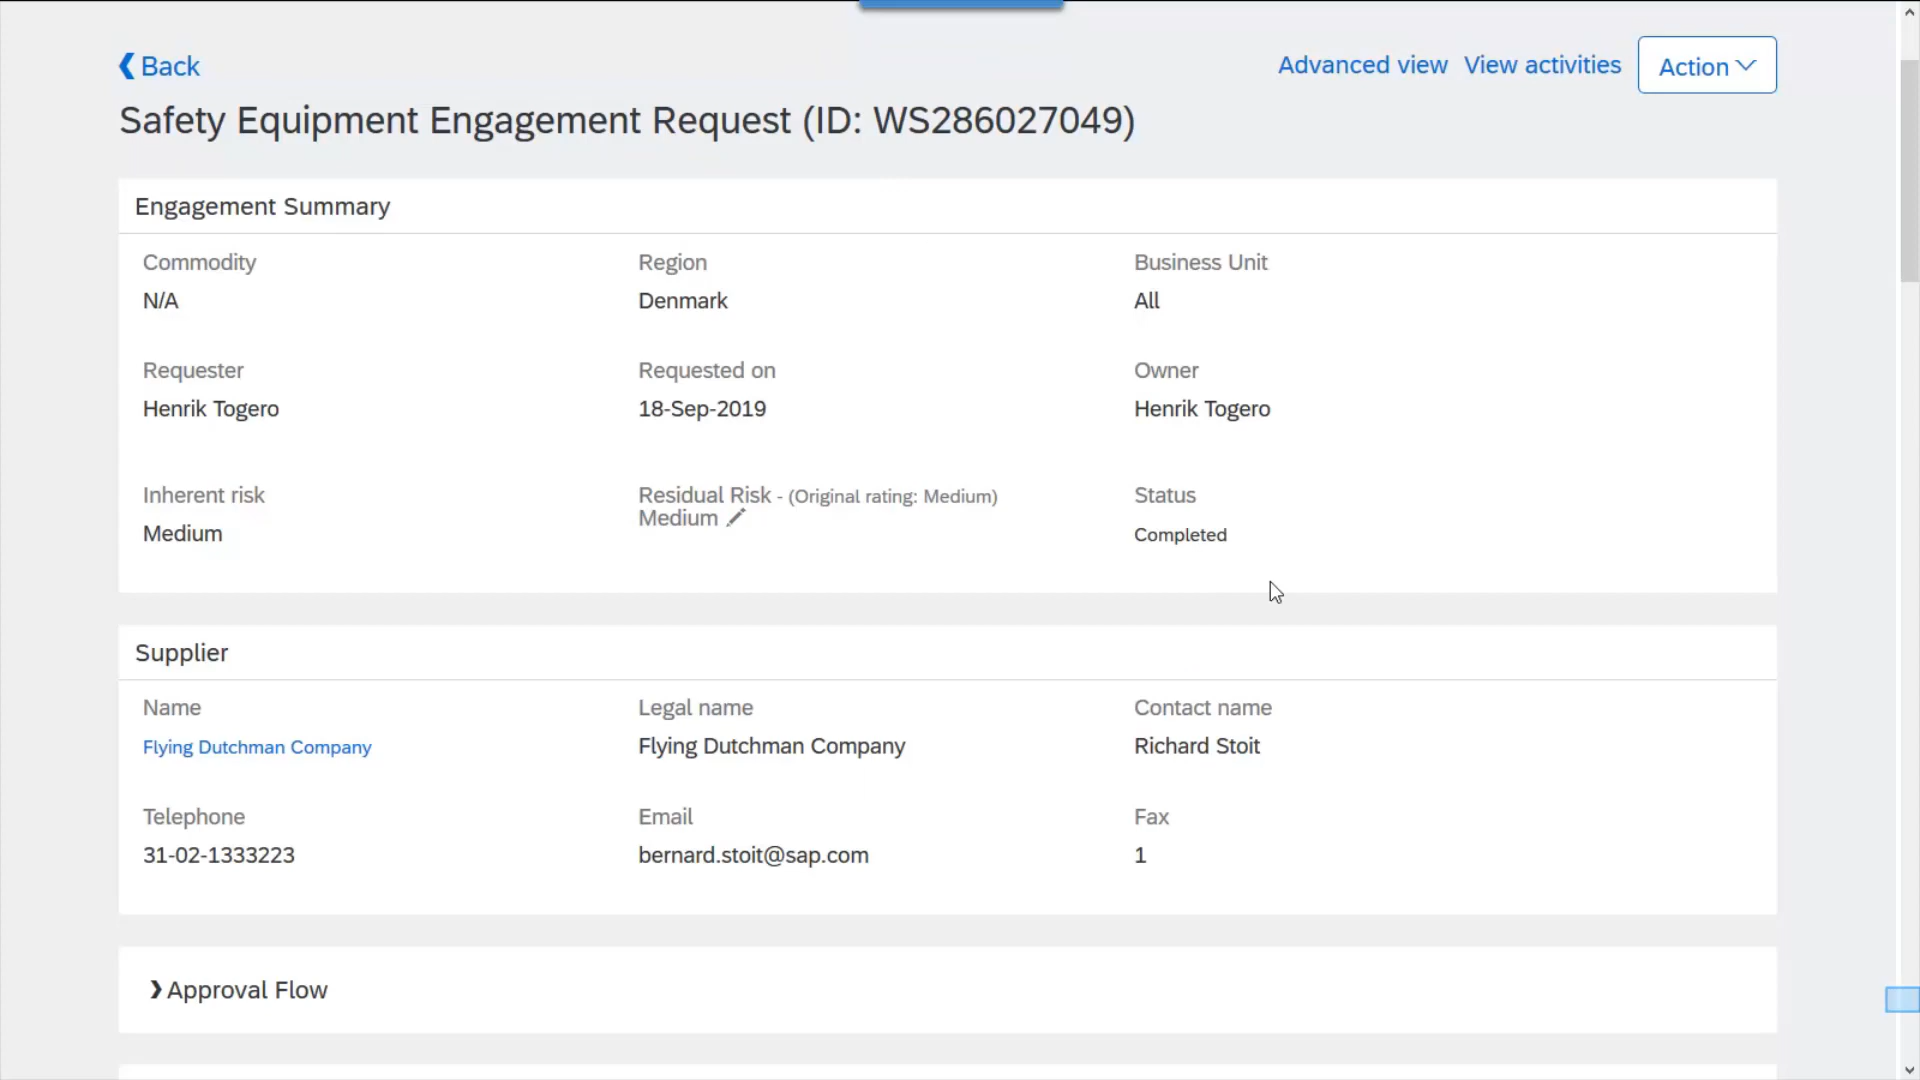 Back
Advanced view View activities Action
Safety Equipment Engagement Request (ID: WS286027049)
Engagement Summary
Commodity Region Business Unit
N/A Denmark All
Requester Requested on Owner
Henrik Togero 18-Sep-2019 Henrik Togero
Inherent risk Residual Risk - (Original rating: Medium) Status
Medium Medium Completed
Supplier
Name Legal name Contact name
Flying Dutchman Company Flying Dutchman Company Richard Stoit
Telephone Email Fax
31-02-1333223 bernard.stoit@sap.com 1
Approval Flow